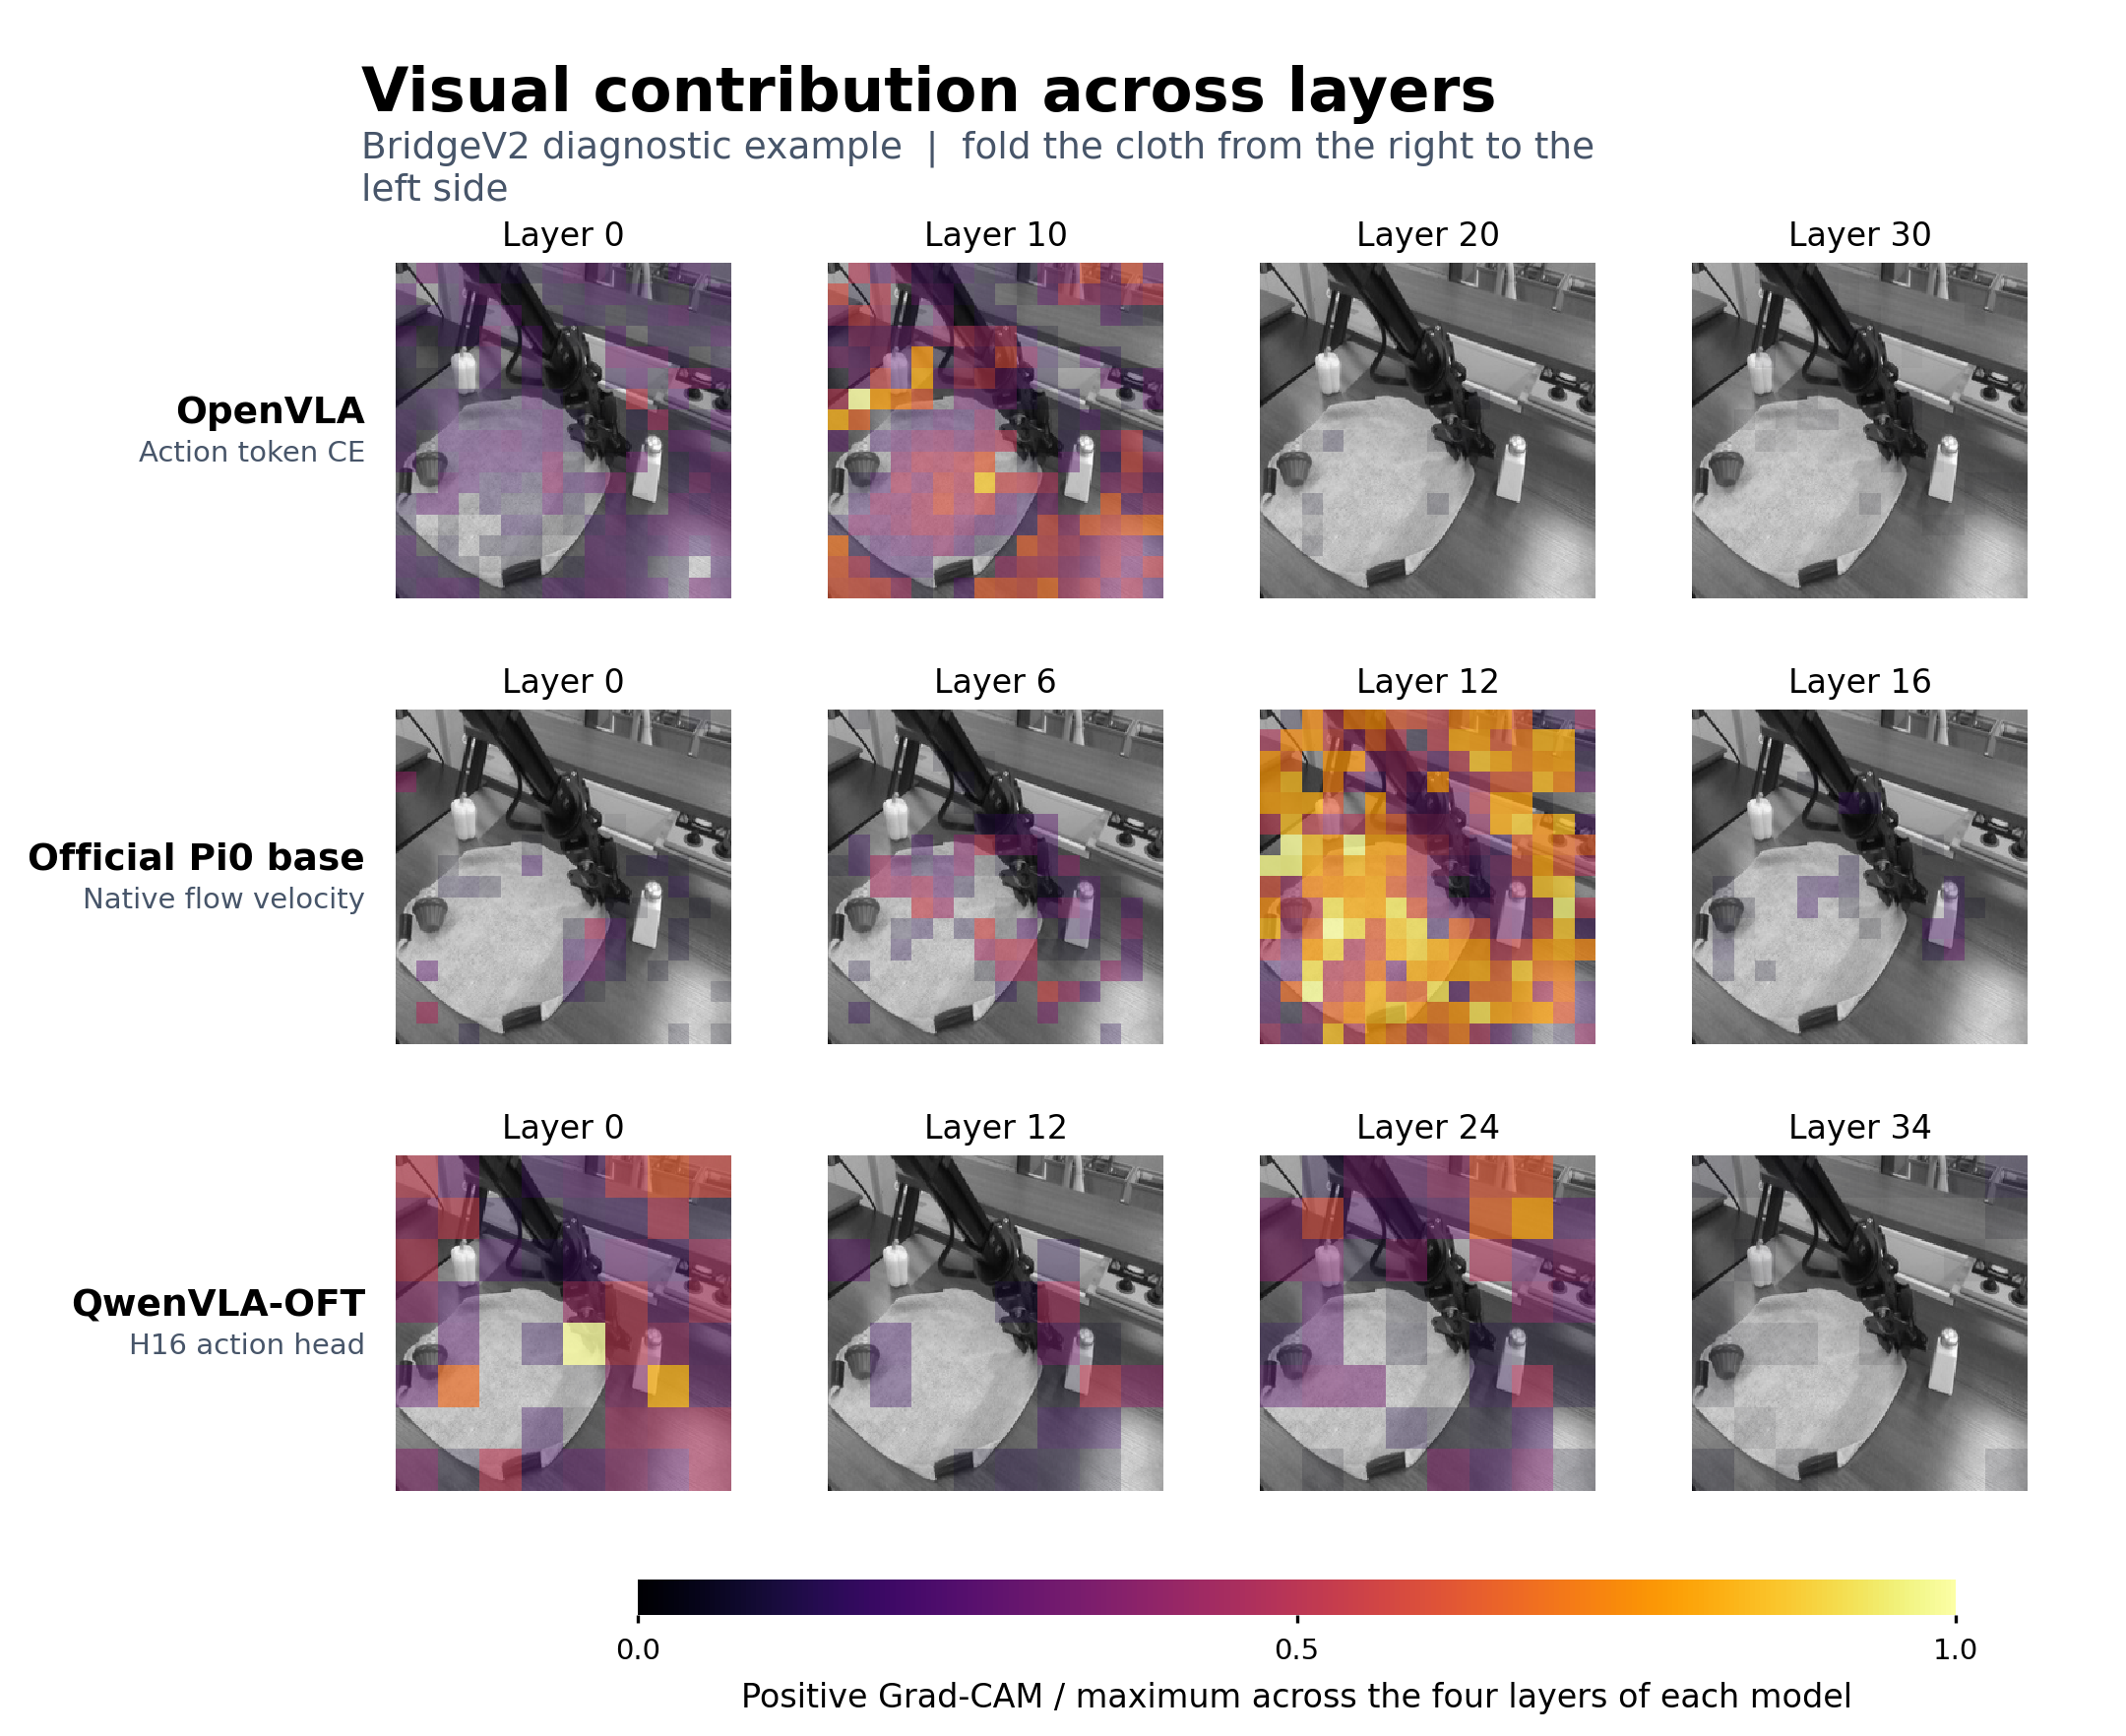 Visual contribution across layers
BridgeV2 diagnostic example | fold the cloth from the right to the
left side
Layer 0
Layer 10
Layer 20
Layer 30
OpenVLA
Action token CE
Layer 0
Layer 6
Layer 12
Layer 16
Official Pi0 base
Native flow velocity
Layer 0
Layer 12
Layer 24
Layer 34
QwenVLA-OFT
H16 action head
0.0
0.5
1.0
Positive Grad-CAM / maximum across the four layers of each model